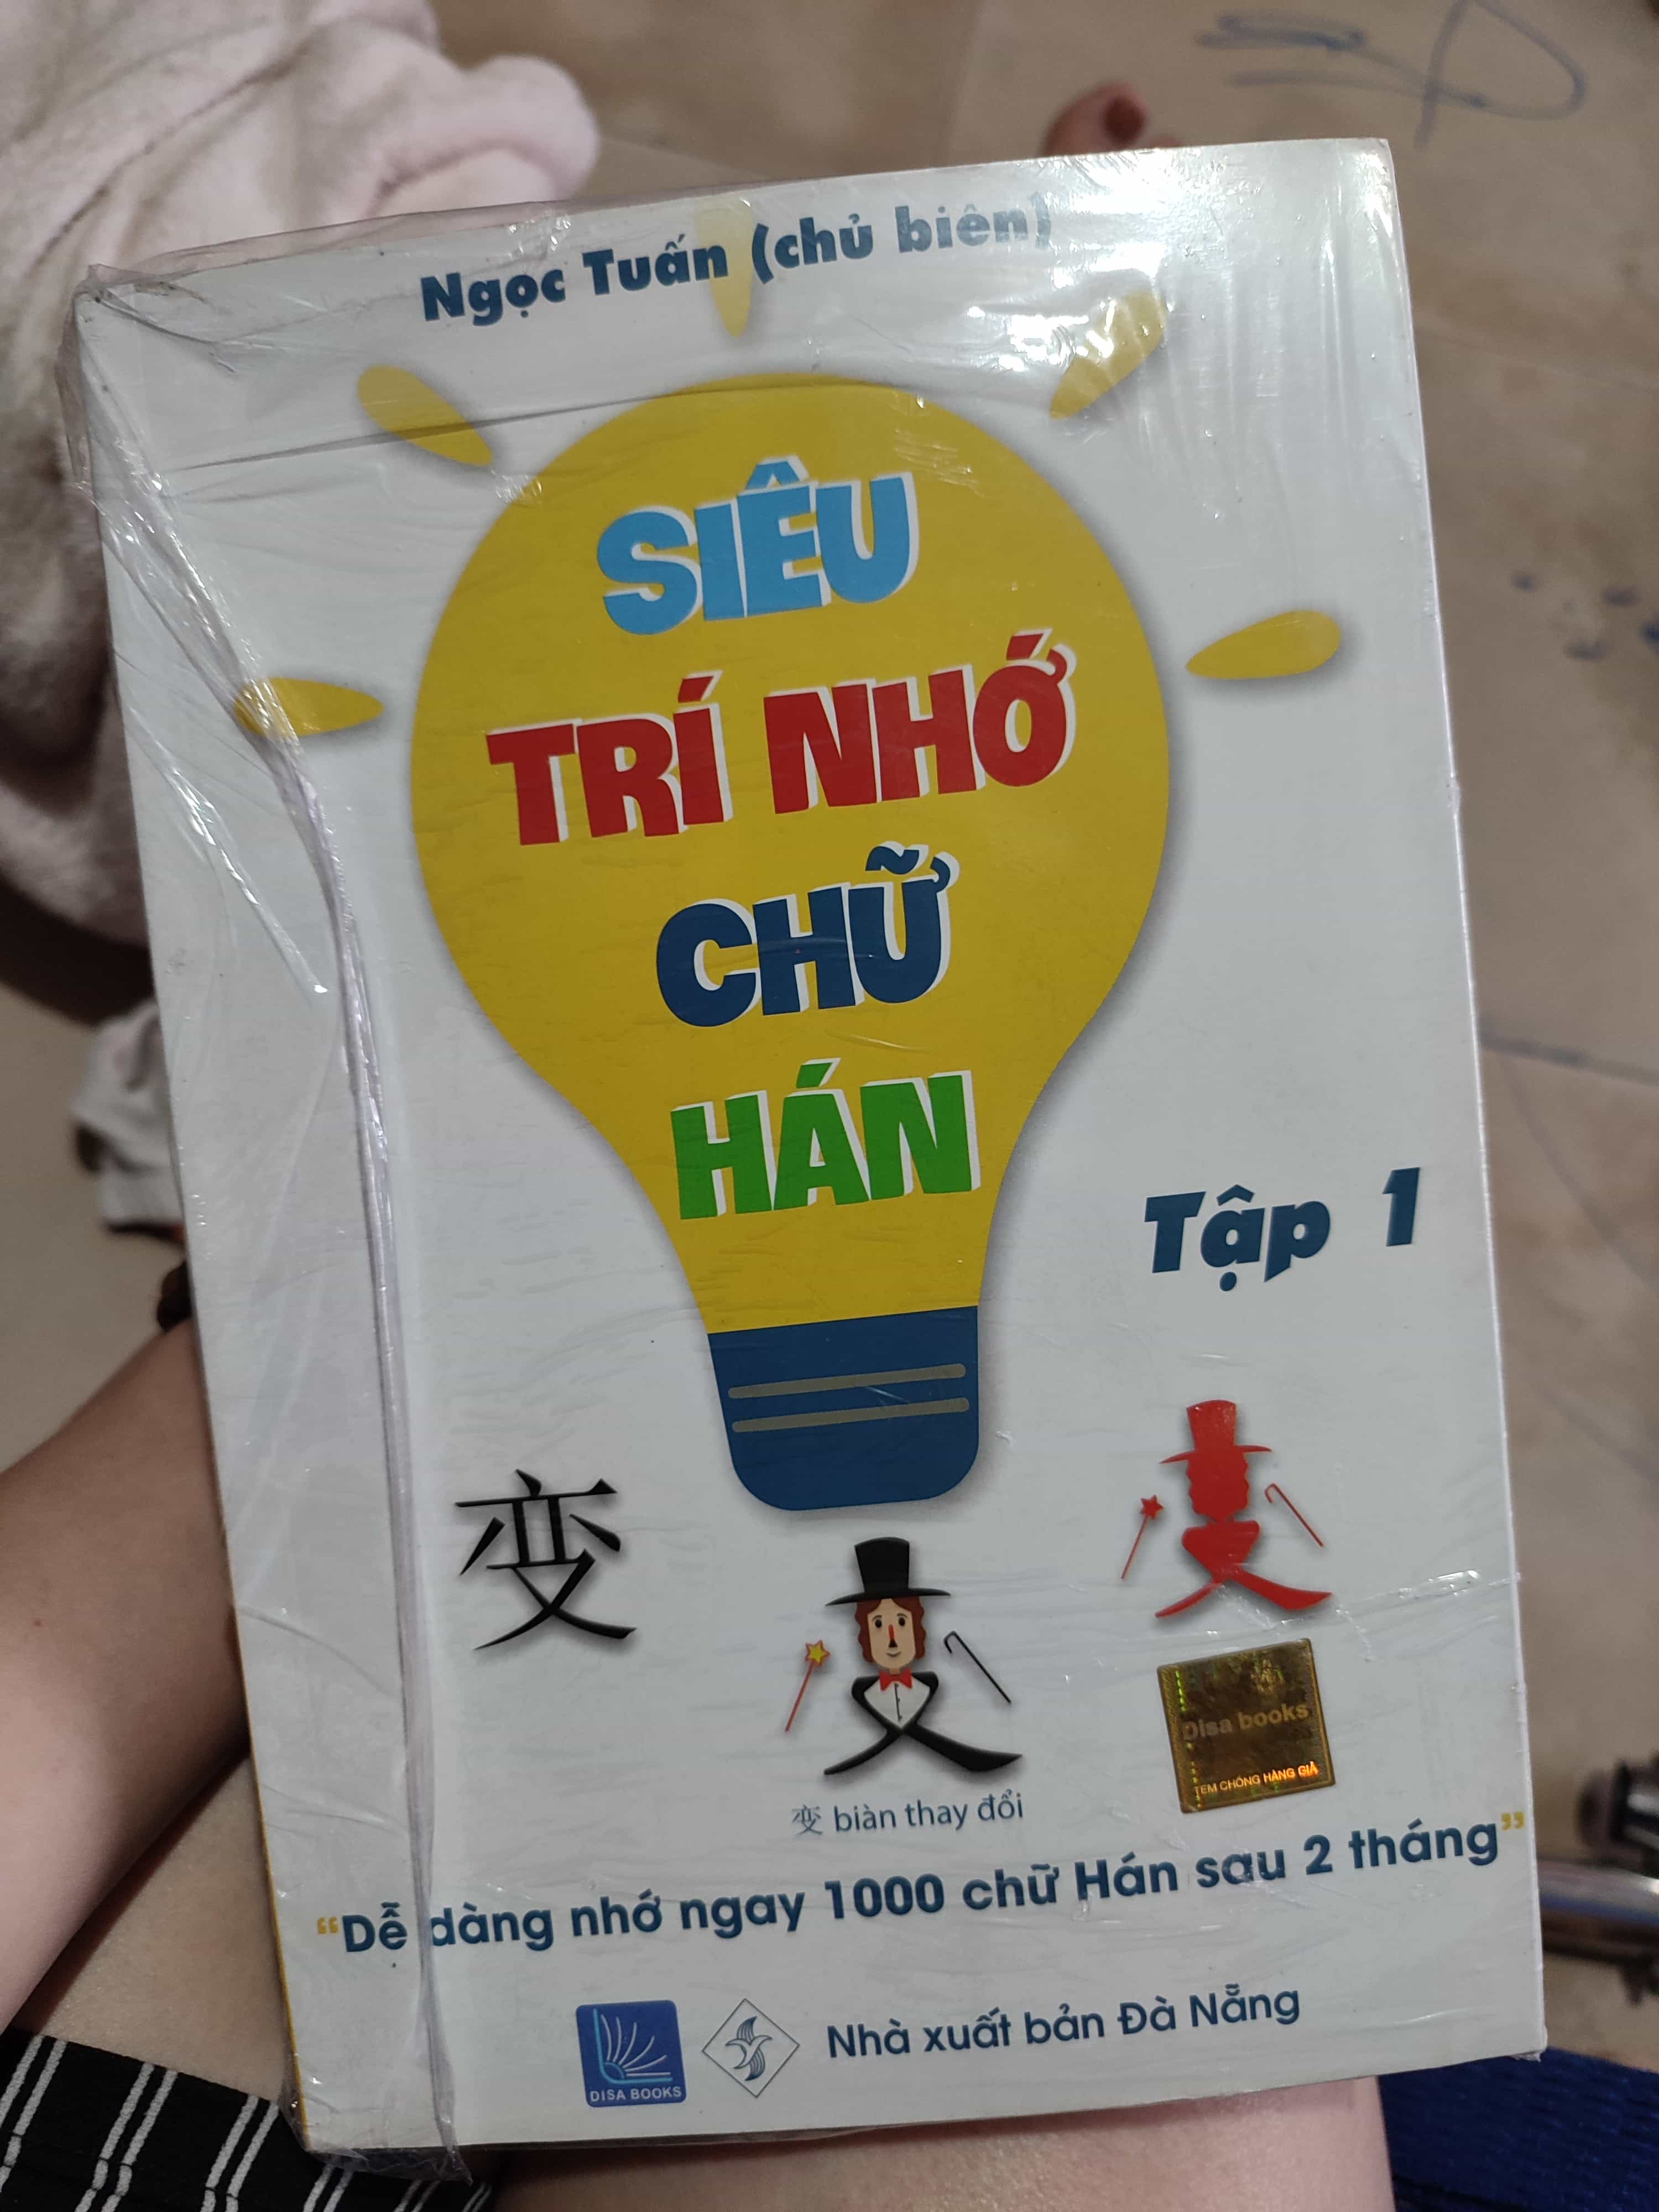 Ngọc Tuấn (chủ biên)
SIÊU
TRÍ NHỚ
CHỮ
HÁN
Tập 1
变
变 biàn thay đổi
Disa books
TEM CHỐNG HÀNG GIẢ
“Dễ dàng nhớ ngay 1000 chữ Hán sau 2 tháng”
DISA BOOKS
Nhà xuất bản Đà Nẵng